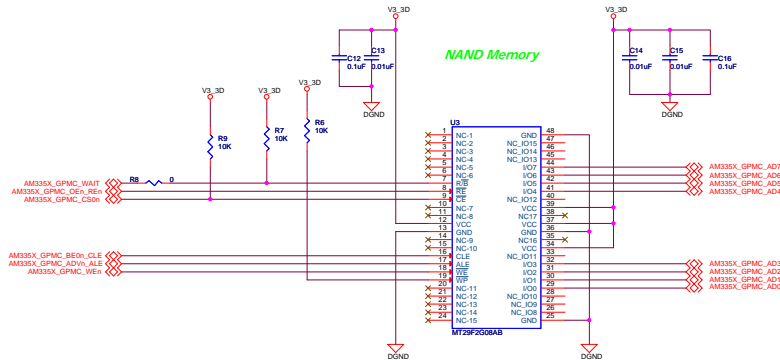 V3_3D
V3_3D
NAND Memory
C12
0.1uF
C13
0.01uF
C14
0.01uF
C15
0.01uF
C16
0.1uF
V3_3D
V3_3D
V3_3D
DGND
DGND
R9
10K
R7
10K
R6
10K
U3
1 NC-1 GND 48
2 NC-2 NC_IO15 47
3 NC-3 NC_IO14 46
4 NC-4 NC_IO13 45
5 NC-5 I/O7 44
6 NC-6 I/O6 43
7 R/B I/O5 42
8 RE I/O4 41
9 CE NC_IO12 40
10 NC-7 VCC 39
11 NC-8 NC17 38
12 VCC VCC 37
13 GND GND 36
14 NC-9 NC16 35
15 NC-10 VCC 34
16 CLE NC_IO11 33
17 ALE I/O3 32
18 WE I/O2 31
19 WP I/O1 30
20 NC-11 I/O0 29
21 NC-12 NC_IO10 28
22 NC-13 NC_IO9 27
23 NC-14 NC_IO8 26
24 NC-15 GND 25
MT29F2G08AB
AM335X_GPMC_WAIT
R8 0
AM335X_GPMC_OEn_REn
AM335X_GPMC_CS0n
AM335X_GPMC_BE0n_CLE
AM335X_GPMC_ADVn_ALE
AM335X_GPMC_WEn
AM335X_GPMC_AD7
AM335X_GPMC_AD6
AM335X_GPMC_AD5
AM335X_GPMC_AD4
AM335X_GPMC_AD3
AM335X_GPMC_AD2
AM335X_GPMC_AD1
AM335X_GPMC_AD0
DGND
DGND